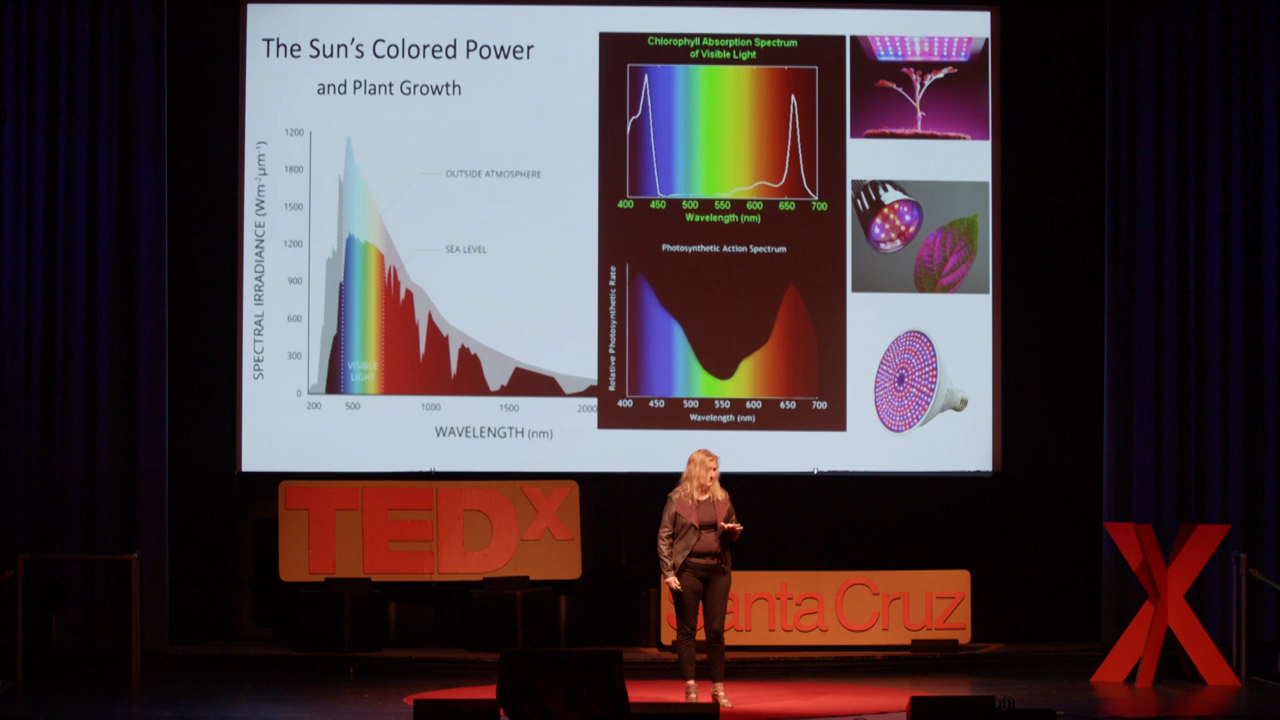 The Sun's Colored Power
and Plant Growth
SPECTRAL IRRADIANCE (Wm⁻²µm⁻¹)
1200
1800
1500
1200
900
600
300
0
OUTSIDE ATMOSPHERE
SEA LEVEL
VISIBLE
LIGHT
200 500 1000 1500 2000
WAVELENGTH (nm)
Chlorophyll Absorption Spectrum
of Visible Light
400 450 500 550 600 650 700
Wavelength (nm)
Photosynthetic Action Spectrum
Relative Photosynthetic Rate
400 450 500 550 600 650 700
Wavelength (nm)
TEDx
Santa Cruz
X